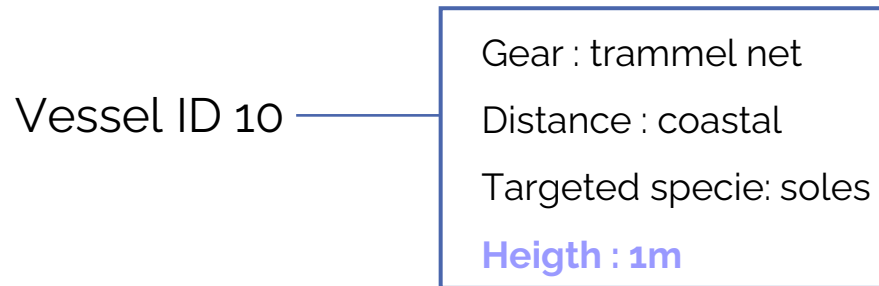 Vessel ID 10
Gear : trammel net
Distance : coastal
Targeted specie: soles
Heigth : 1m